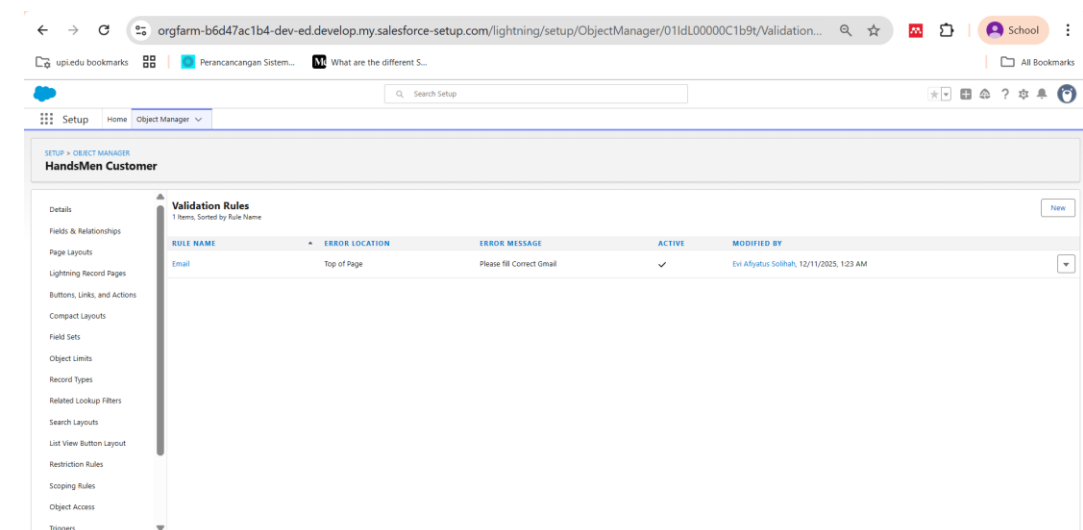 orgfarm-b6d47ac1b4-dev-ed.develop.my.salesforce-setup.com/lightning/setup/ObjectManager/01IdL00000C1b9t/Validation... School
upi.edu bookmarks Perancancangan Sistem... What are the different S... All Bookmarks
Search Setup
Setup Home Object Manager
SETUP > OBJECT MANAGER
HandsMen Customer
Details
Fields & Relationships
Page Layouts
Lightning Record Pages
Buttons, Links, and Actions
Compact Layouts
Field Sets
Object Limits
Record Types
Related Lookup Filters
Search Layouts
List View Button Layout
Restriction Rules
Scoping Rules
Object Access
Triggers
Validation Rules
1 Items, Sorted by Rule Name
New
RULE NAME ERROR LOCATION ERROR MESSAGE ACTIVE MODIFIED BY
Email Top of Page Please fill Correct Gmail Evi Afiyatus Solihah, 12/11/2025, 1:23 AM